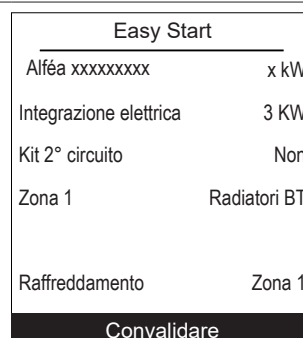 Easy Start
Alféa xxxxxxxxx x kW
Integrazione elettrica 3 KW
Kit 2° circuito Non
Zona 1 Radiatori BT
Raffreddamento Zona 1
Convalidare